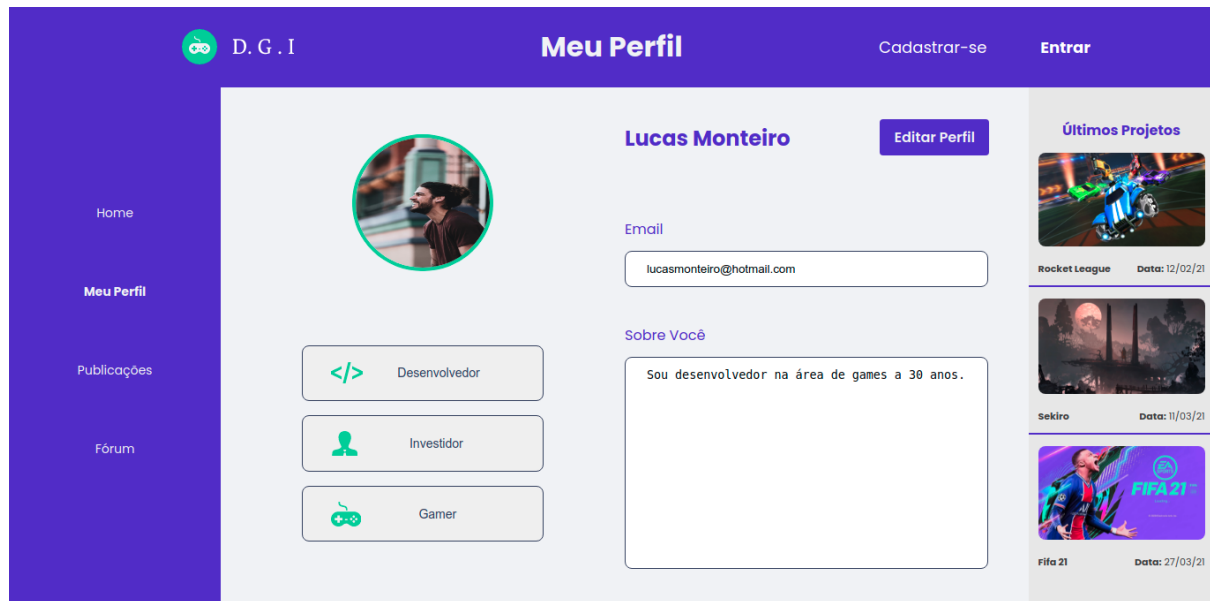 D. G . I
Meu Perfil
Cadastrar-se
Entrar
Home
Meu Perfil
Publicações
Fórum
</>
Desenvolvedor
Investidor
Gamer
Lucas Monteiro
Editar Perfil
Email
lucasmonteiro@hotmail.com
Sobre Você
Sou desenvolvedor na área de games a 30 anos.
Últimos Projetos
Rocket League Data: 12/02/21
Sekiro Data: 11/03/21
EA
SPORTS
FIFA 21
Fifa 21 Data: 27/03/21